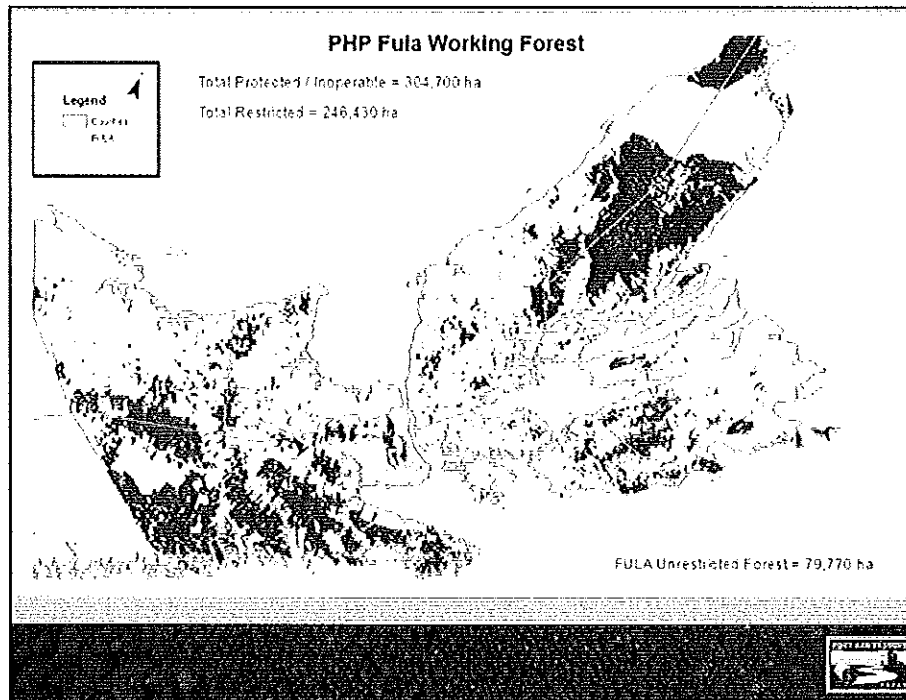 PHP Fula Working Forest
Total Protected / Inoperable = 304,700 ha
Total Restricted = 246,430 ha
Legend
FULA Unrestricted Forest = 79,770 ha